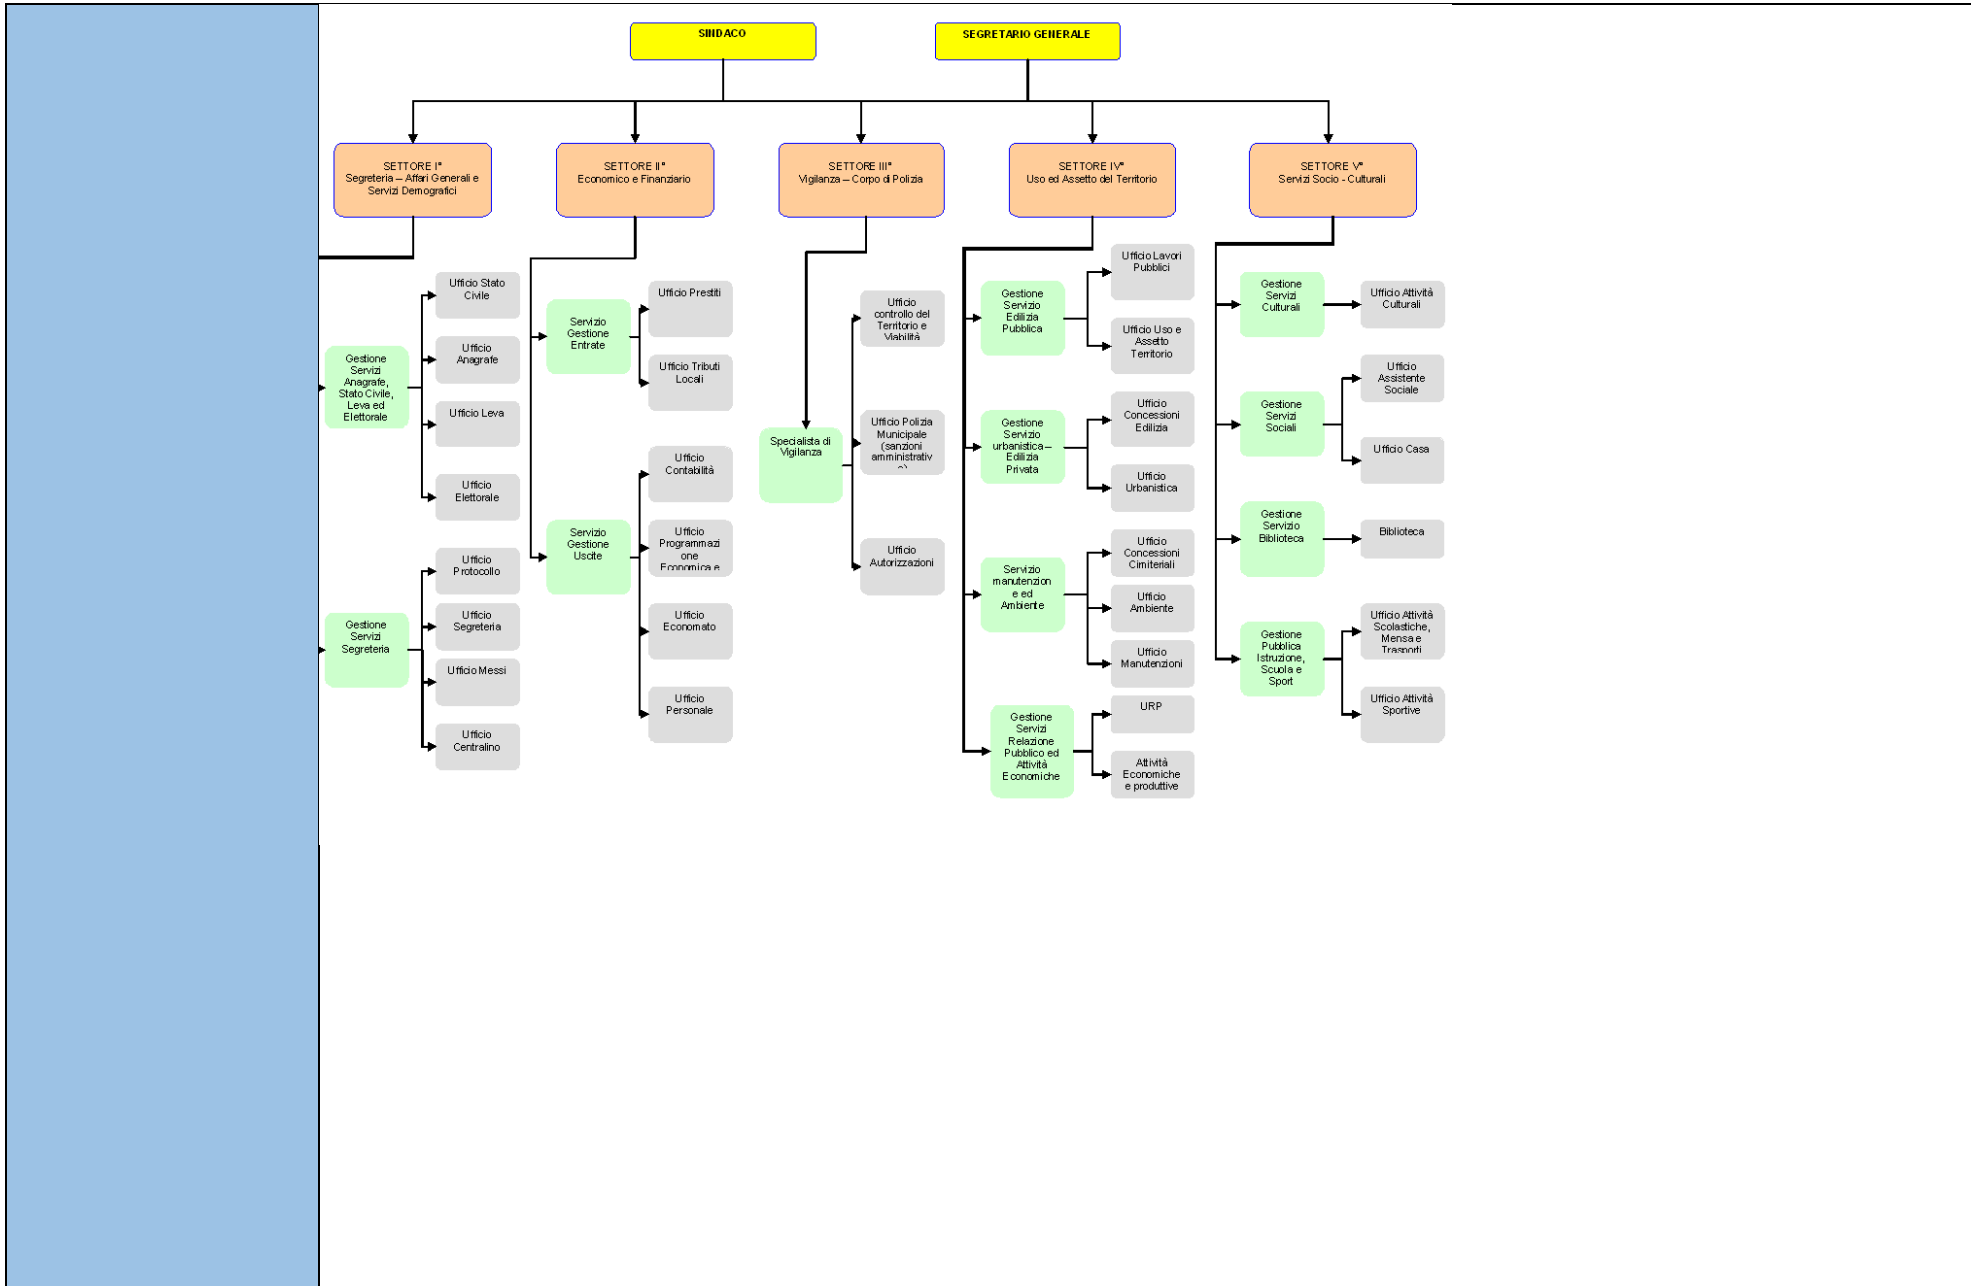 SINDACO
SEGRETARIO GENERALE
SETTORE I°
Segreteria – Affari Generali e
Servizi Demografici
SETTORE II°
Economico e Finanziario
SETTORE III°
Vigilanza – Corpo di Polizia
SETTORE IV°
Uso ed Assetto del Territorio
SETTORE V°
Servizi Socio - Culturali
Gestione
Servizi
Anagrafe,
Stato Civile,
Leva ed
Elettorale
Ufficio Stato
Civile
Ufficio
Anagrafe
Ufficio Leva
Ufficio
Elettorale
Gestione
Servizi
Segreteria
Ufficio
Protocollo
Ufficio
Segreteria
Ufficio Messi
Ufficio
Centralino
Servizio
Gestione
Entrate
Ufficio Prestiti
Ufficio Tributi
Locali
Servizio
Gestione
Uscite
Ufficio
Contabilità
Ufficio
Programmazi
one
Economica e
Ufficio
Economato
Ufficio
Personale
Specialista di
Vigilanza
Ufficio
controllo del
Territorio e
Viabilità
Ufficio Polizia
Municipale
(sanzioni
amministrativ
e)
Ufficio
Autorizzazioni
Gestione
Servizio
Edilizia
Pubblica
Ufficio Lavori
Pubblici
Ufficio Uso e
Assetto
Territorio
Gestione
Servizio
urbanistica –
Edilizia
Privata
Ufficio
Concessioni
Edilizia
Ufficio
Urbanistica
Servizio
manutenzion
e ed
Ambiente
Ufficio
Concessioni
Cimiteriali
Ufficio
Ambiente
Ufficio
Manutenzioni
Gestione
Servizi
Relazione
Pubblico ed
Attività
Economiche
URP
Attività
Economiche
e produttive
Gestione
Servizi
Culturali
Ufficio Attività
Culturali
Gestione
Servizi
Sociali
Ufficio
Assistente
Sociale
Ufficio Casa
Gestione
Servizio
Biblioteca
Biblioteca
Gestione
Pubblica
Istruzione,
Scuola e
Sport
Ufficio Attività
Scolastiche,
Mensa e
Trasporti
Ufficio Attività
Sportive